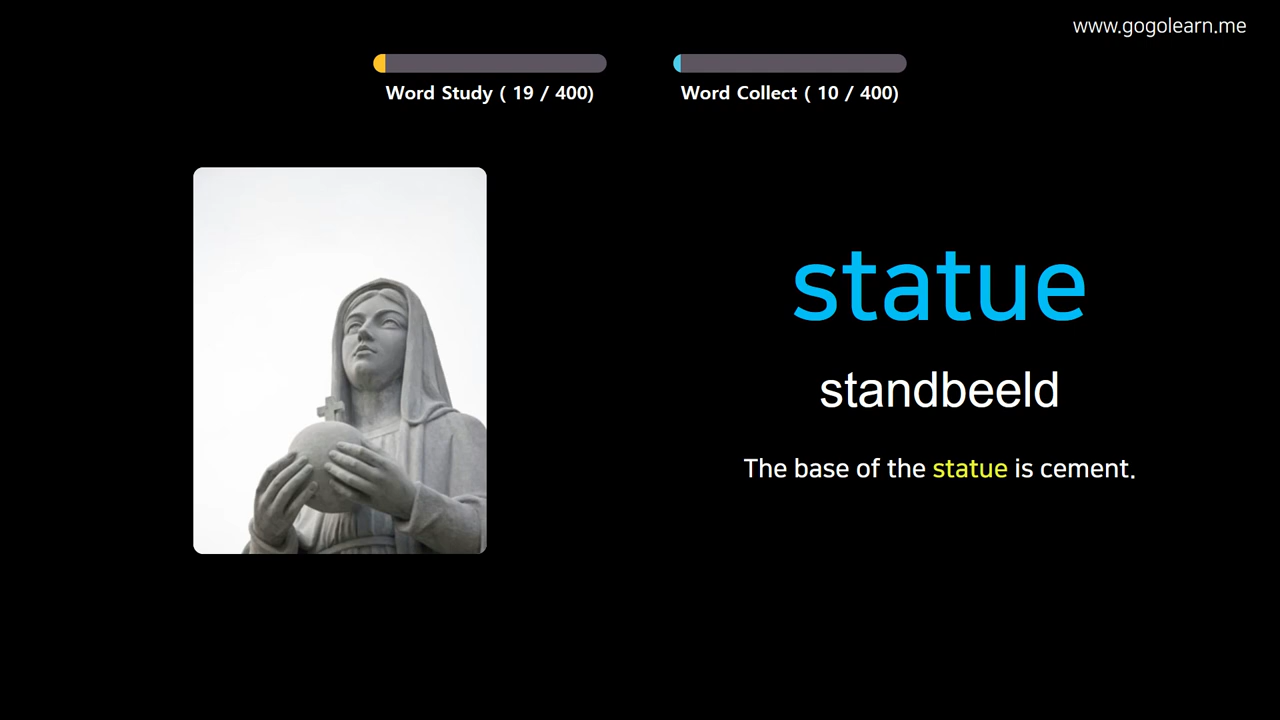 www.gogolearn.me
Word Study ( 19 / 400)
Word Collect ( 10 / 400)
statue
standbeeld
The base of the statue is cement.